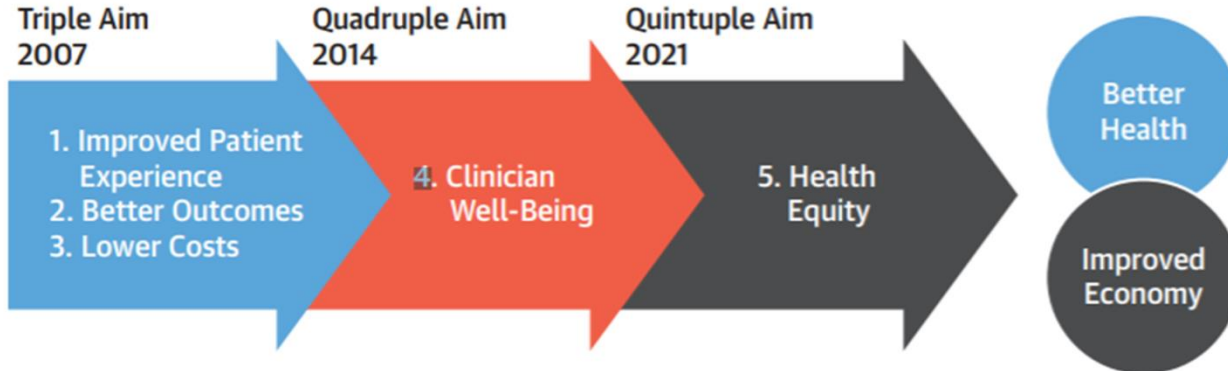 Triple Aim
2007
Quadruple Aim
2014
Quintuple Aim
2021
1. Improved Patient
Experience
2. Better Outcomes
3. Lower Costs
4. Clinician
Well-Being
5. Health
Equity
Better
Health
Improved
Economy